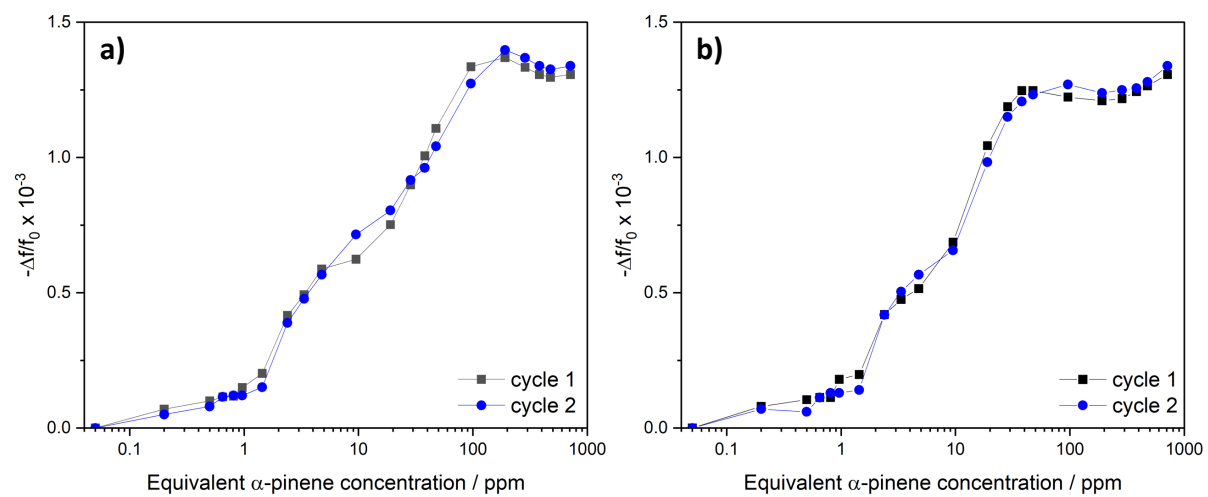 a)
1.5
1.0
0.5
0.0
-Δf/f₀ x 10⁻³
0.1
1
10
100
1000
Equivalent α-pinene concentration / ppm
cycle 1
cycle 2
b)
1.5
1.0
0.5
0.0
-Δf/f₀ x 10⁻³
0.1
1
10
100
1000
Equivalent α-pinene concentration / ppm
cycle 1
cycle 2